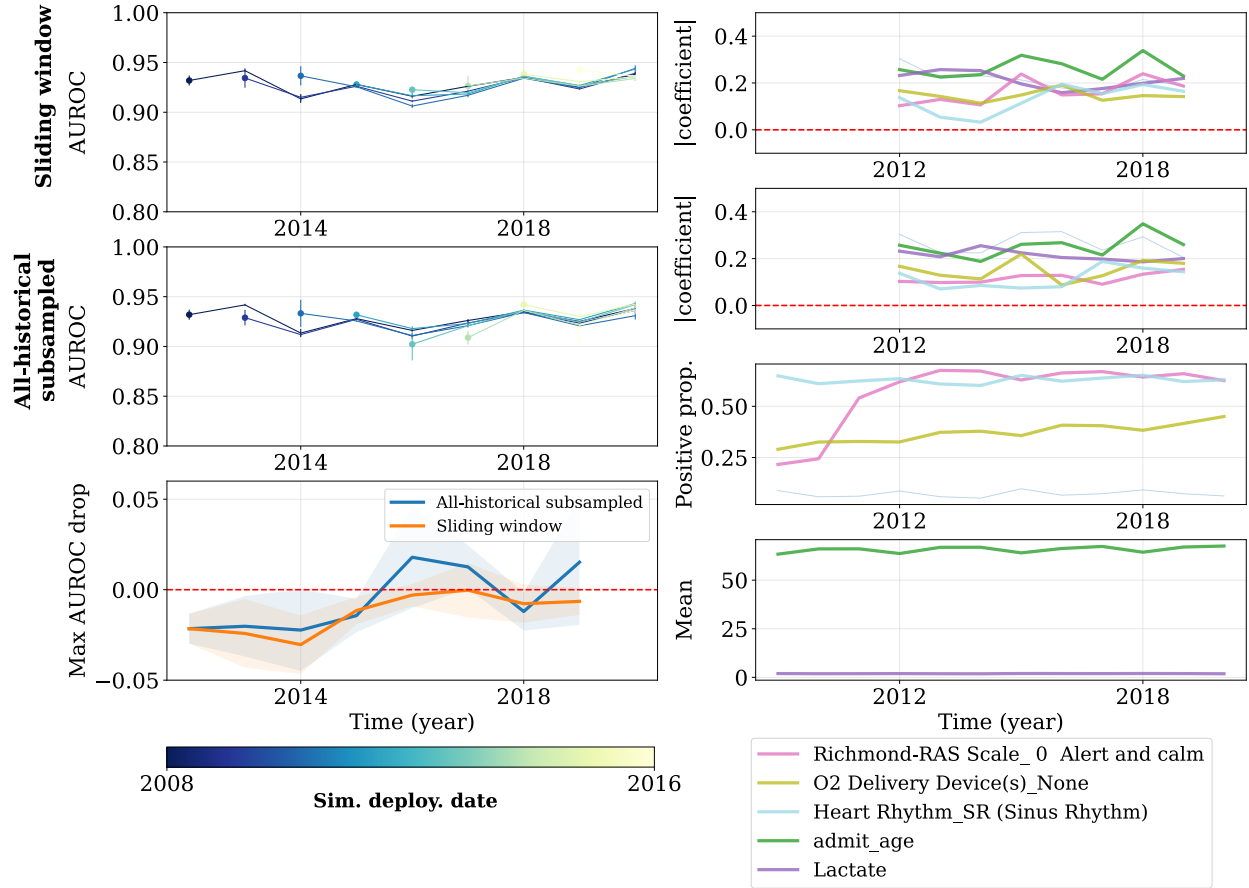 Sliding window
AUROC
1.00
0.95
0.90
0.85
0.80
2014
2018
All-historical
subsampled
AUROC
1.00
0.95
0.90
0.85
0.80
2014
2018
Max AUROC drop
0.05
0.00
−0.05
All-historical subsampled
Sliding window
2014
2018
Time (year)
2008
2016
Sim. deploy. date
|coefficient|
0.4
0.2
0.0
2012
2018
|coefficient|
0.4
0.2
0.0
2012
2018
Positive prop.
0.50
0.25
2012
2018
Mean
50
25
0
2012
2018
Time (year)
Richmond-RAS Scale_ 0  Alert and calm
O2 Delivery Device(s)_None
Heart Rhythm_SR (Sinus Rhythm)
admit_age
Lactate